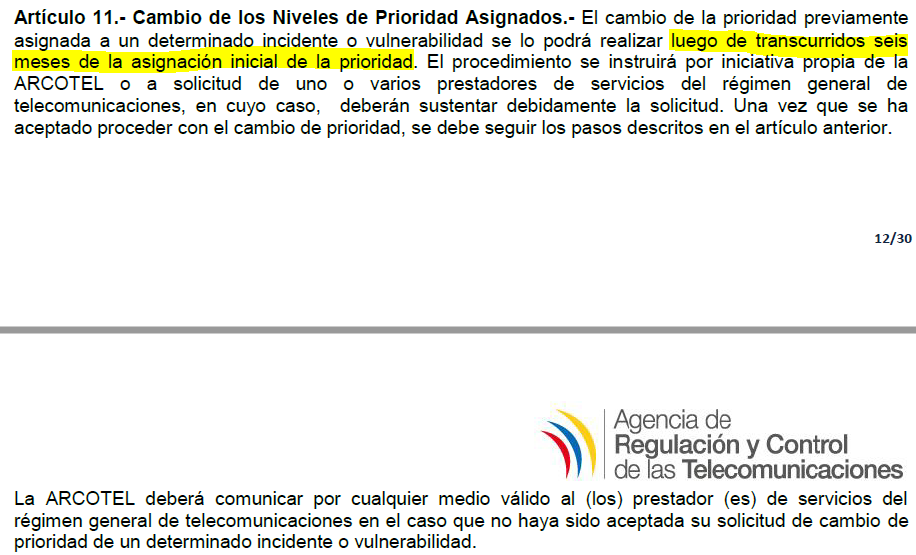 Artículo 11.- Cambio de los Niveles de Prioridad Asignados.- El cambio de la prioridad previamente
asignada a un determinado incidente o vulnerabilidad se lo podrá realizar luego de transcurridos seis
meses de la asignación inicial de la prioridad. El procedimiento se instruirá por iniciativa propia de la
ARCOTEL o a solicitud de uno o varios prestadores de servicios del régimen general de
telecomunicaciones, en cuyo caso, deberán sustentar debidamente la solicitud. Una vez que se ha
aceptado proceder con el cambio de prioridad, se debe seguir los pasos descritos en el artículo anterior.
12/30
Agencia de
Regulación y Control
de las Telecomunicaciones
La ARCOTEL deberá comunicar por cualquier medio válido al (los) prestador (es) de servicios del
régimen general de telecomunicaciones en el caso que no haya sido aceptada su solicitud de cambio de
prioridad de un determinado incidente o vulnerabilidad.